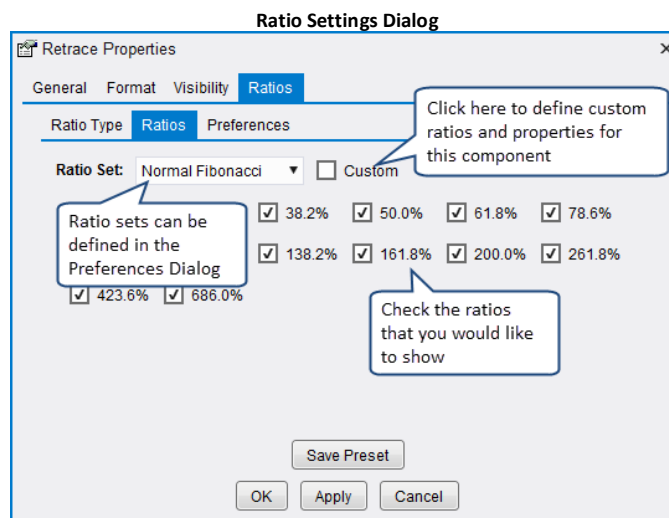 Ratio Settings Dialog
Retrace Properties
General Format Visibility Ratios
Ratio Type Ratios Preferences
Click here to define custom
ratios and properties for
this component
Ratio Set: Normal Fibonacci Custom
Ratio sets can be
defined in the
Preferences Dialog
38.2% 50.0% 61.8% 78.6%
138.2% 161.8% 200.0% 261.8%
423.6% 686.0%
Check the ratios
that you would like
to show
Save Preset
OK Apply Cancel